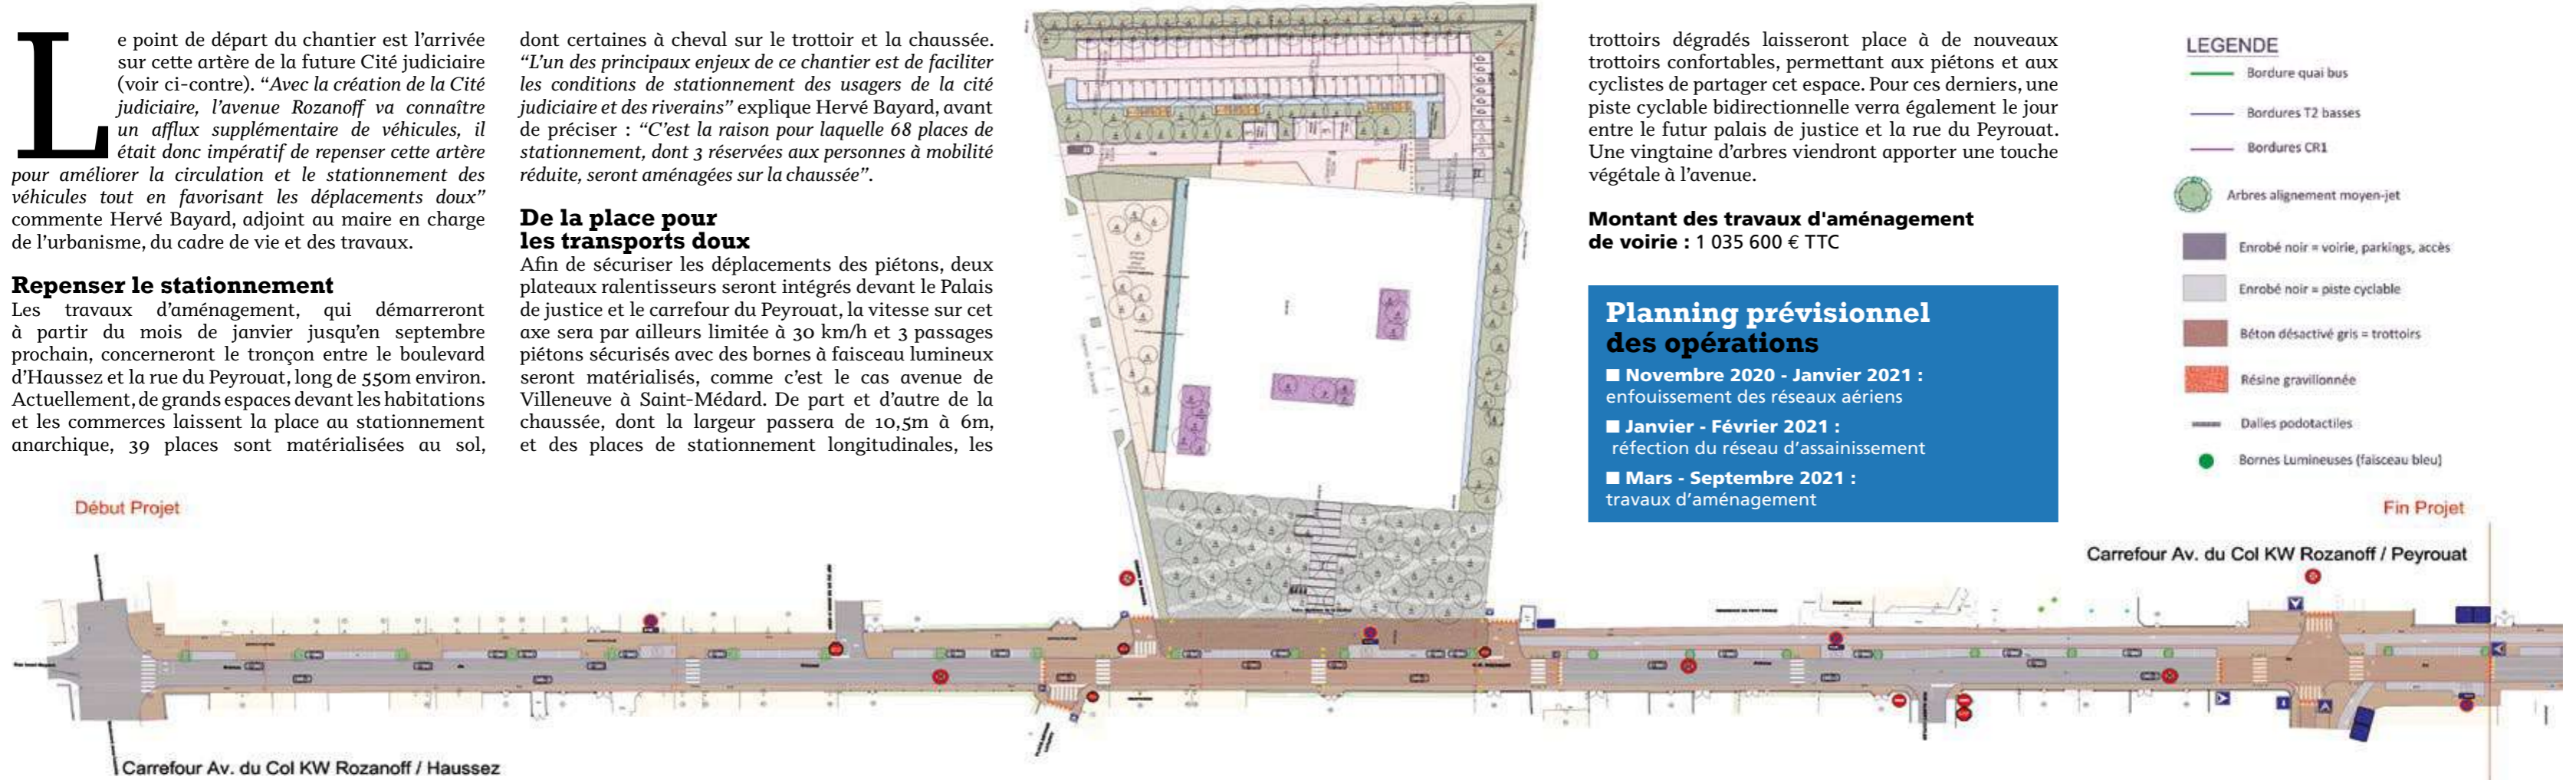 Le point de départ du chantier est l’arrivée
sur cette artère de la future Cité judiciaire
(voir ci-contre). “Avec la création de la Cité
judiciaire, l’avenue Rozanoff va connaître
un afflux supplémentaire de véhicules, il
était donc impératif de repenser cette artère
pour améliorer la circulation et le stationnement des
véhicules tout en favorisant les déplacements doux”
commente Hervé Bayard, adjoint au maire en charge
de l’urbanisme, du cadre de vie et des travaux.
Repenser le stationnement
Les travaux d’aménagement, qui démarreront
à partir du mois de janvier jusqu’en septembre
prochain, concerneront le tronçon entre le boulevard
d’Haussez et la rue du Peyrouat, long de 550m environ.
Actuellement, de grands espaces devant les habitations
et les commerces laissent la place au stationnement
anarchique, 39 places sont matérialisées au sol,
dont certaines à cheval sur le trottoir et la chaussée.
“L’un des principaux enjeux de ce chantier est de faciliter
les conditions de stationnement des usagers de la cité
judiciaire et des riverains” explique Hervé Bayard, avant
de préciser : “C’est la raison pour laquelle 68 places de
stationnement, dont 3 réservées aux personnes à mobilité
réduite, seront aménagées sur la chaussée”.
De la place pour
les transports doux
Afin de sécuriser les déplacements des piétons, deux
plateaux ralentisseurs seront intégrés devant le Palais
de justice et le carrefour du Peyrouat, la vitesse sur cet
axe sera par ailleurs limitée à 30 km/h et 3 passages
piétons sécurisés avec des bornes à faisceau lumineux
seront matérialisés, comme c’est le cas avenue de
Villeneuve à Saint-Médard. De part et d’autre de la
chaussée, dont la largeur passera de 10,5m à 6m,
et des places de stationnement longitudinales, les
trottoirs dégradés laisseront place à de nouveaux
trottoirs confortables, permettant aux piétons et aux
cyclistes de partager cet espace. Pour ces derniers, une
piste cyclable bidirectionnelle verra également le jour
entre le futur palais de justice et la rue du Peyrouat.
Une vingtaine d’arbres viendront apporter une touche
végétale à l’avenue.
Montant des travaux d'aménagement
de voirie : 1 035 600 € TTC
Planning prévisionnel
des opérations
■ Novembre 2020 - Janvier 2021 :
enfouissement des réseaux aériens
■ Janvier - Février 2021 :
réfection du réseau d’assainissement
■ Mars - Septembre 2021 :
travaux d’aménagement
LEGENDE
Bordure quai bus
Bordures T2 basses
Bordures CR1
Arbres alignement moyen-jet
Enrobé noir = voirie, parkings, accès
Enrobé noir = piste cyclable
Béton désactivé gris = trottoirs
Résine gravillonnée
Dalles podotactiles
Bornes Lumineuses (faisceau bleu)
Début Projet
Fin Projet
Carrefour Av. du Col KW Rozanoff / Peyrouat
Carrefour Av. du Col KW Rozanoff / Haussez